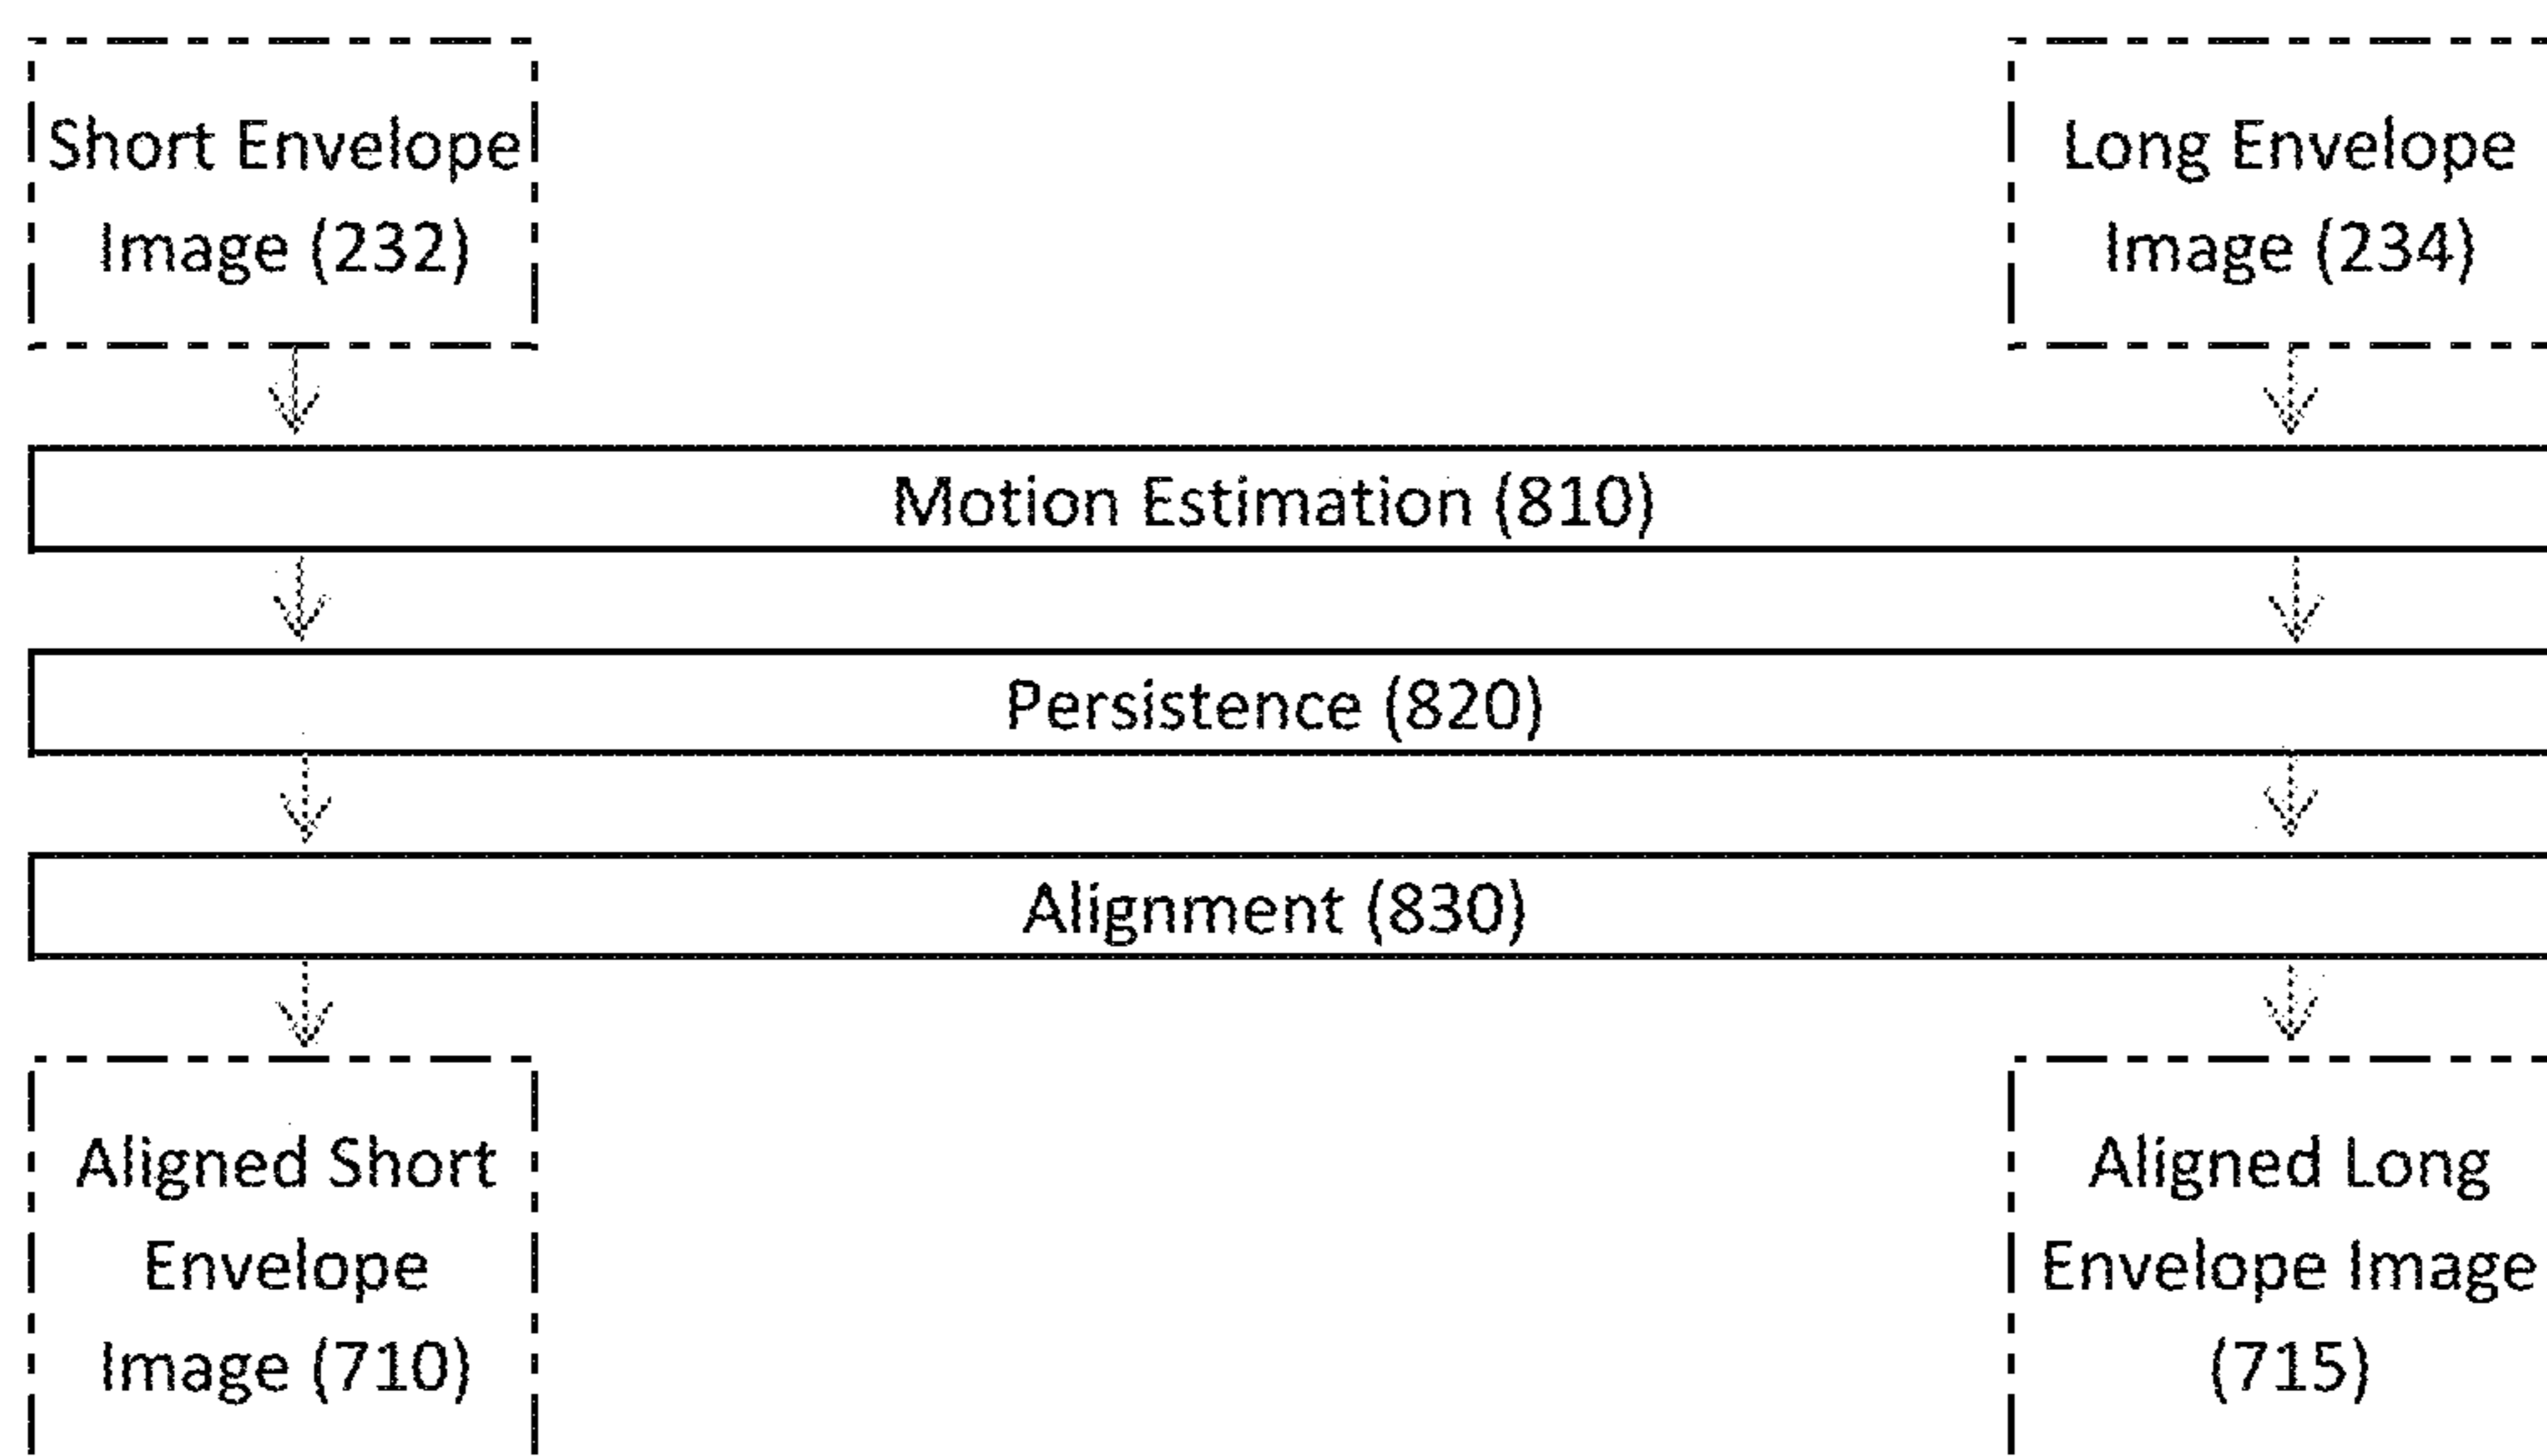 Short Envelope
Image (232)
Long Envelope
Image (234)
Motion Estimation (810)
Persistence (820)
Alignment (830)
Aligned Short
Envelope
Image (710)
Aligned Long
Envelope Image
(715)